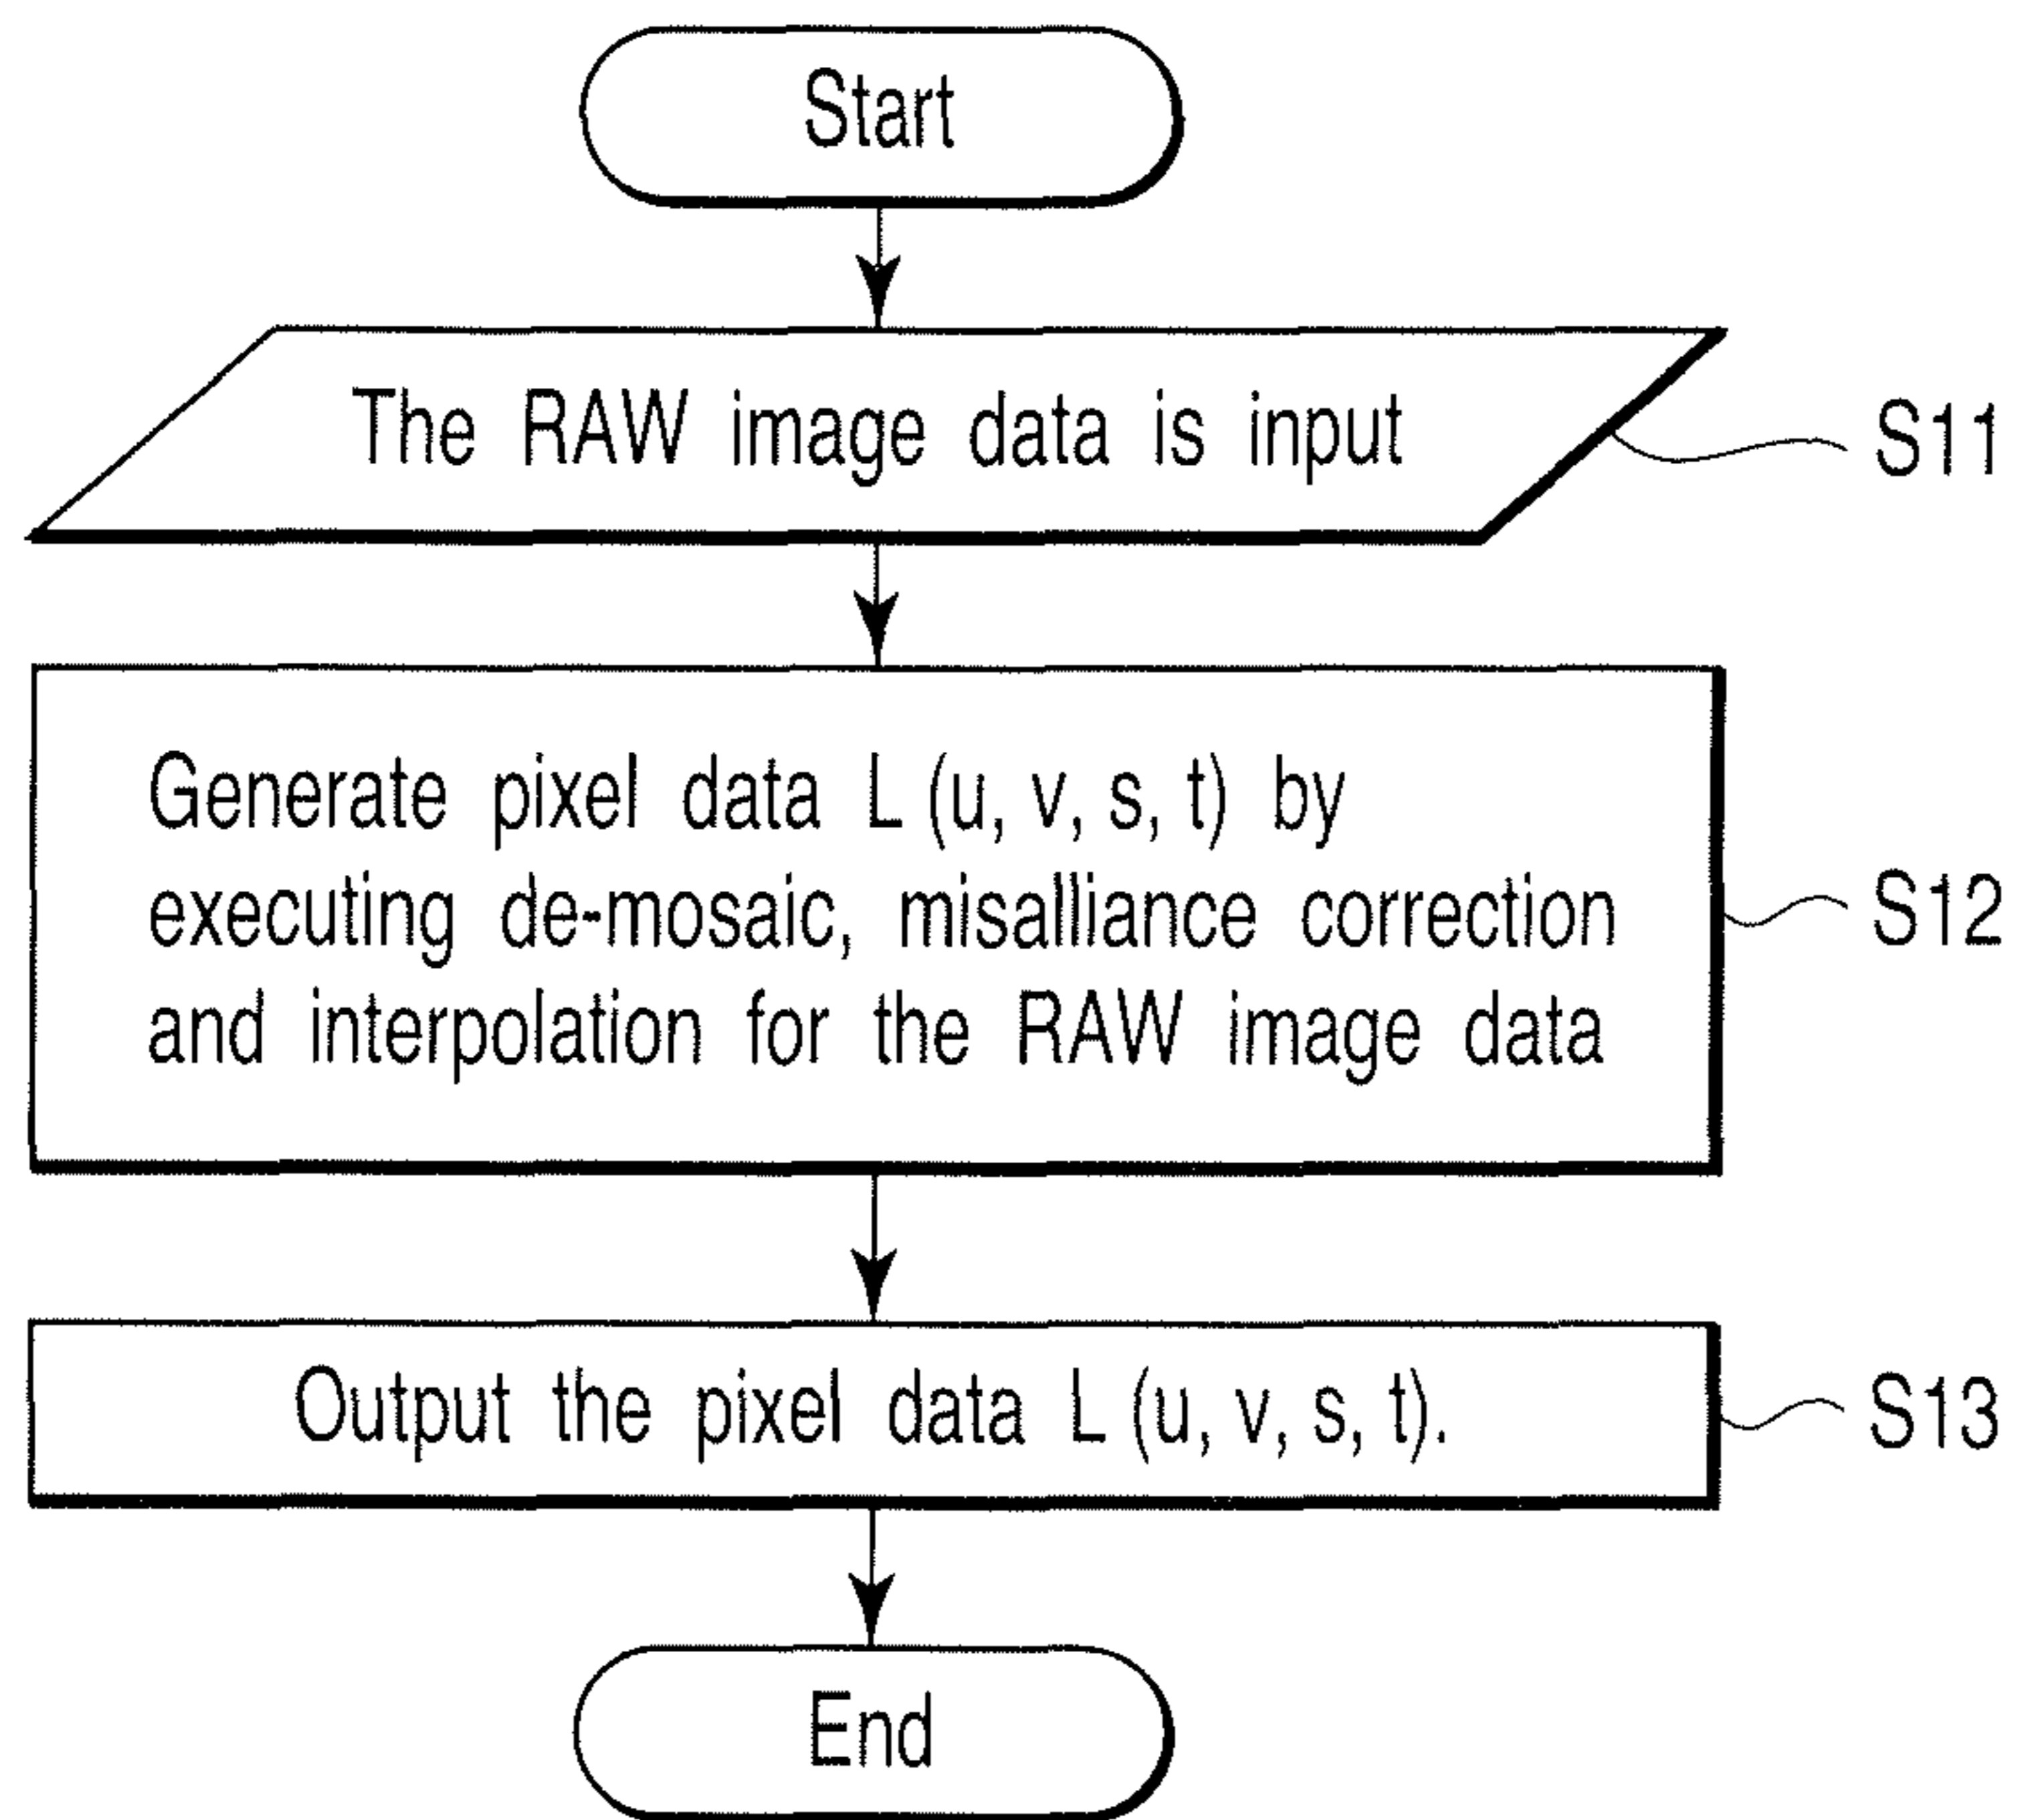 Start
The RAW image data is input
S11
Generate pixel data L (u, v, s, t) by
executing de-mosaic, misalliance correction
and interpolation for the RAW image data
S12
Output the pixel data L (u, v, s, t).
S13
End